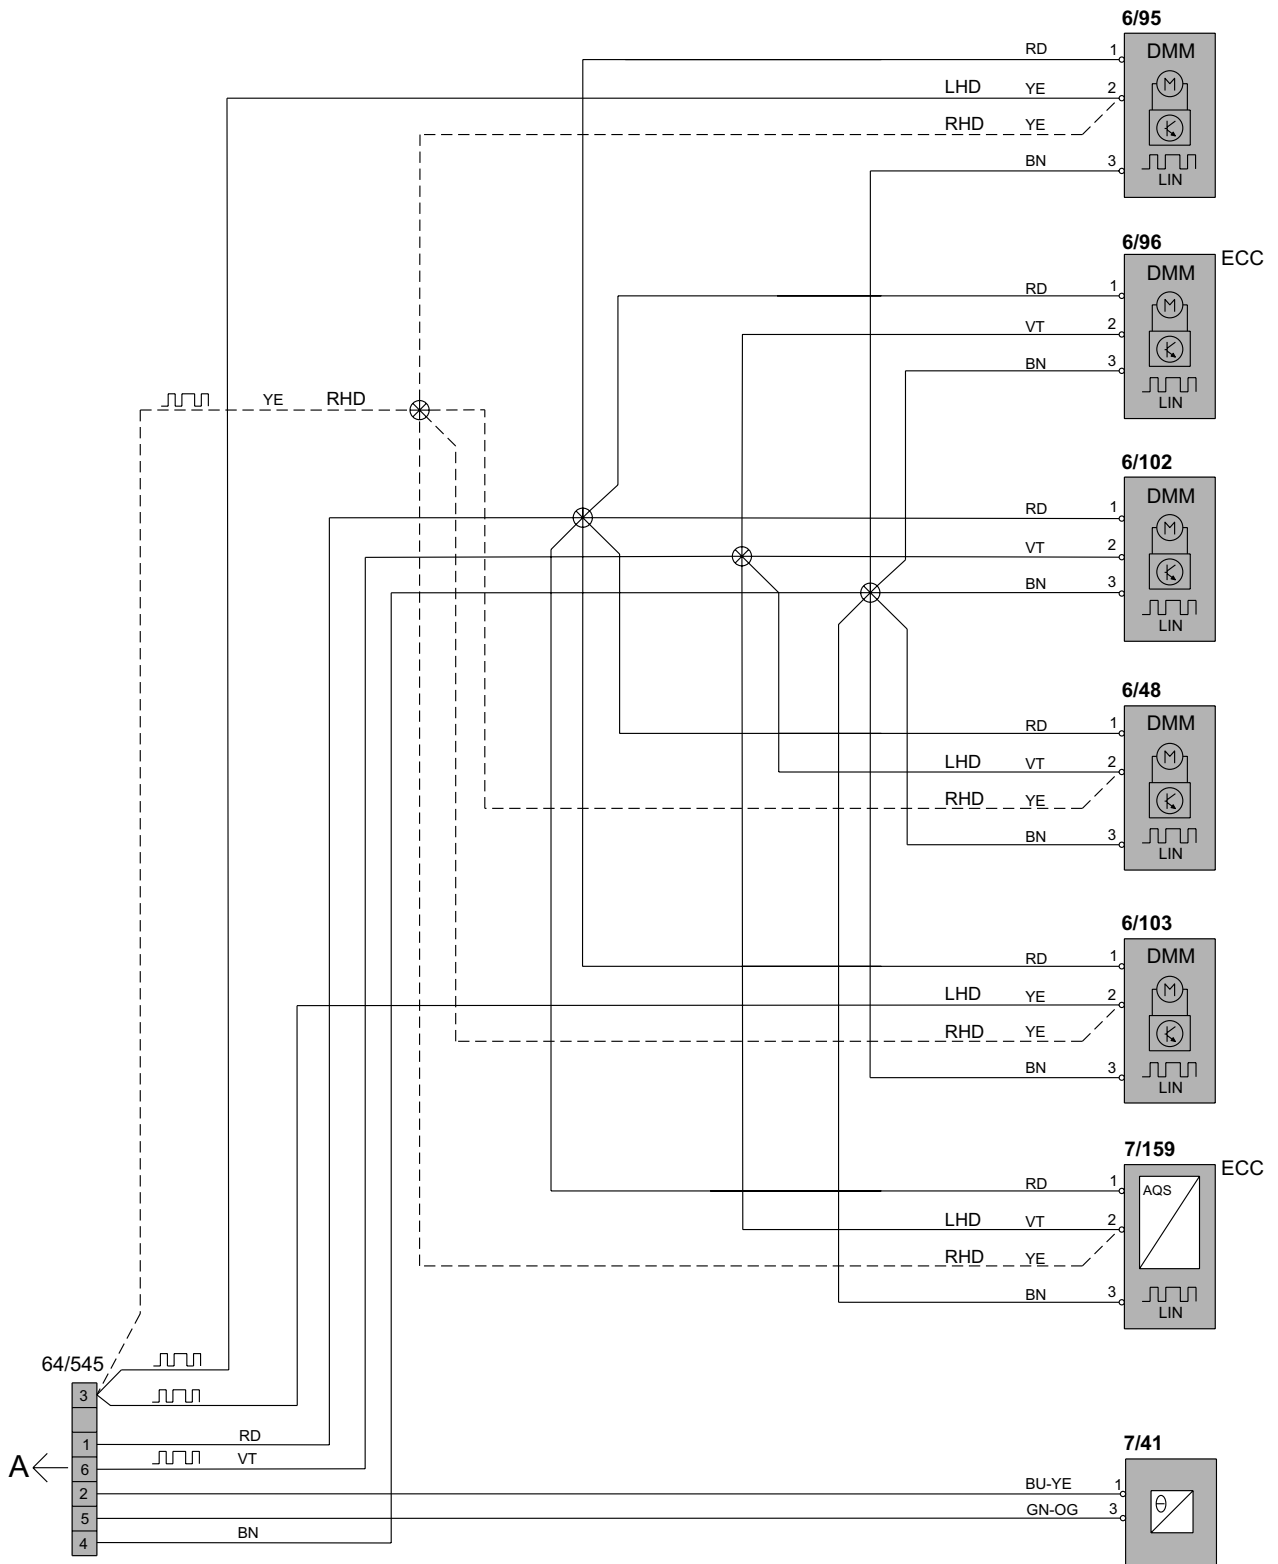 6/95
RD 1 DMM
M
LHD YE 2
RHD YE
BN 3
LIN
6/96
ECC
DMM
RD 1
M
VT 2
BN 3
LIN
YE RHD
6/102
DMM
RD 1
M
VT 2
BN 3
LIN
6/48
RD 1 DMM
M
LHD VT 2
RHD YE
BN 3
LIN
6/103
RD 1 DMM
M
LHD YE 2
RHD YE
BN 3
LIN
7/159
ECC
RD 1
AQS
LHD VT 2
RHD YE
BN 3
LIN
64/545
3
1 RD
A 6 VT
2
5
4 BN
7/41
BU-YE 1
GN-OG 3
θ